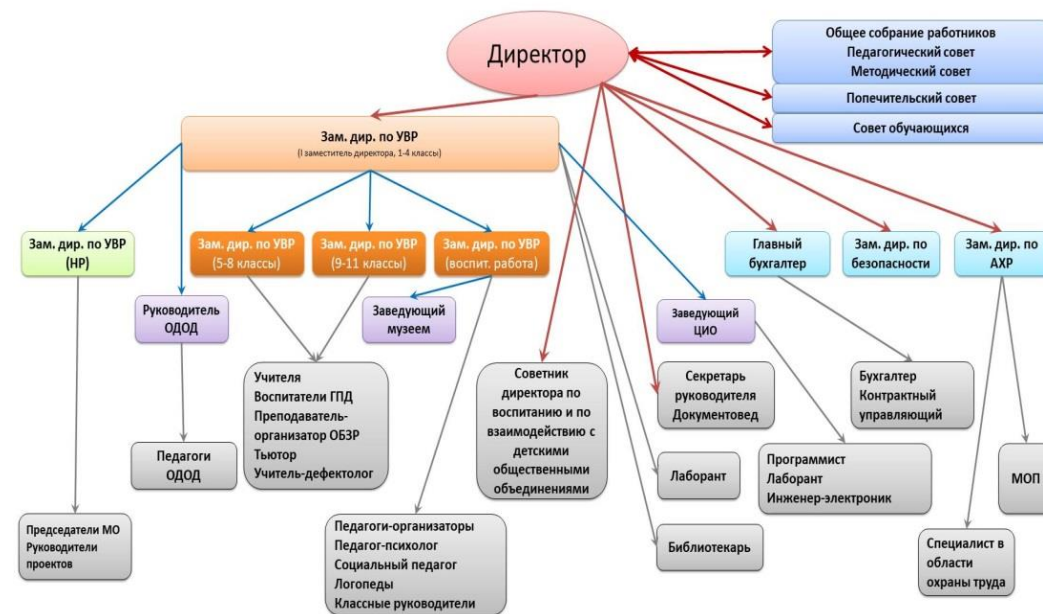 Директор
Общее собрание работников
Педагогический совет
Методический совет
Попечительский совет
Совет обучающихся
Зам. дир. по УВР
(I заместитель директора, 1-4 классы)
Зам. дир. по УВР
(НР)
Зам. дир. по УВР
(5-8 классы)
Зам. дир. по УВР
(9-11 классы)
Зам. дир. по УВР
(воспит. работа)
Главный
бухгалтер
Зам. дир. по
безопасности
Зам. дир. по
АХР
Руководитель
ОДОД
Заведующий
музеем
Заведующий
ЦИО
Учителя
Воспитатели ГПД
Преподаватель-
организатор ОБЗР
Тьютор
Учитель-дефектолог
Советник
директора по
воспитанию и по
взаимодействию с
детскими
общественными
объединениями
Секретарь
руководителя
Документовед
Бухгалтер
Контрактный
управляющий
Педагоги
ОДОД
Лаборант
Программист
Лаборант
Инженер-электроник
МОП
Председатели МО
Руководители
проектов
Педагоги-организаторы
Педагог-психолог
Социальный педагог
Логопеды
Классные руководители
Библиотекарь
Специалист в
области
охраны труда